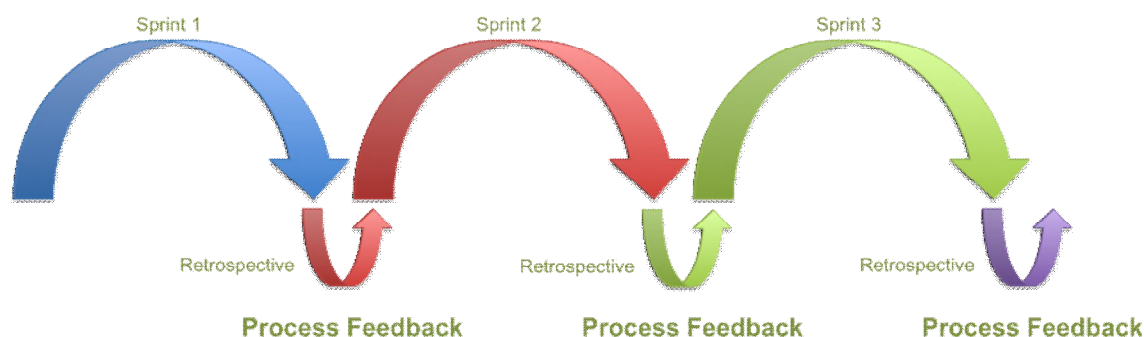 Sprint 1
Sprint 2
Sprint 3
Retrospective
Retrospective
Retrospective
Process Feedback
Process Feedback
Process Feedback